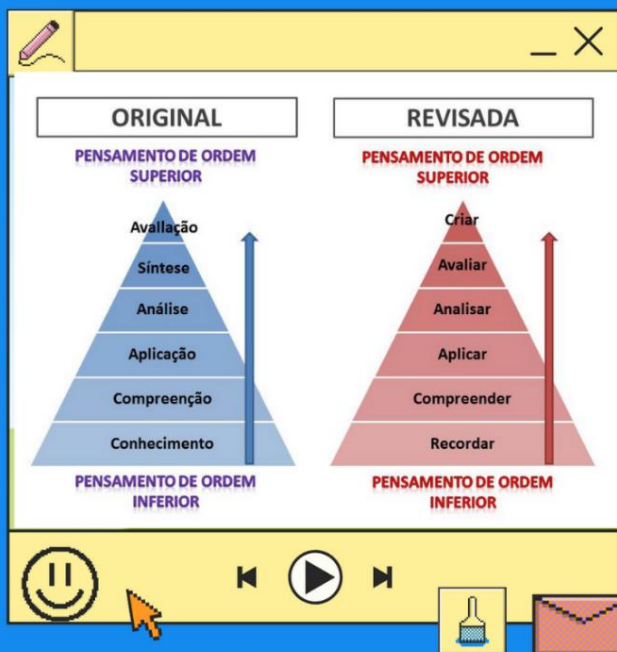 ORIGINAL
PENSAMENTO DE ORDEM
SUPERIOR
Avallação
Síntese
Análise
Aplicação
Compreenção
Conhecimento
PENSAMENTO DE ORDEM
INFERIOR
REVISADA
PENSAMENTO DE ORDEM
SUPERIOR
Criar
Avaliar
Analisar
Aplicar
Compreender
Recordar
PENSAMENTO DE ORDEM
INFERIOR